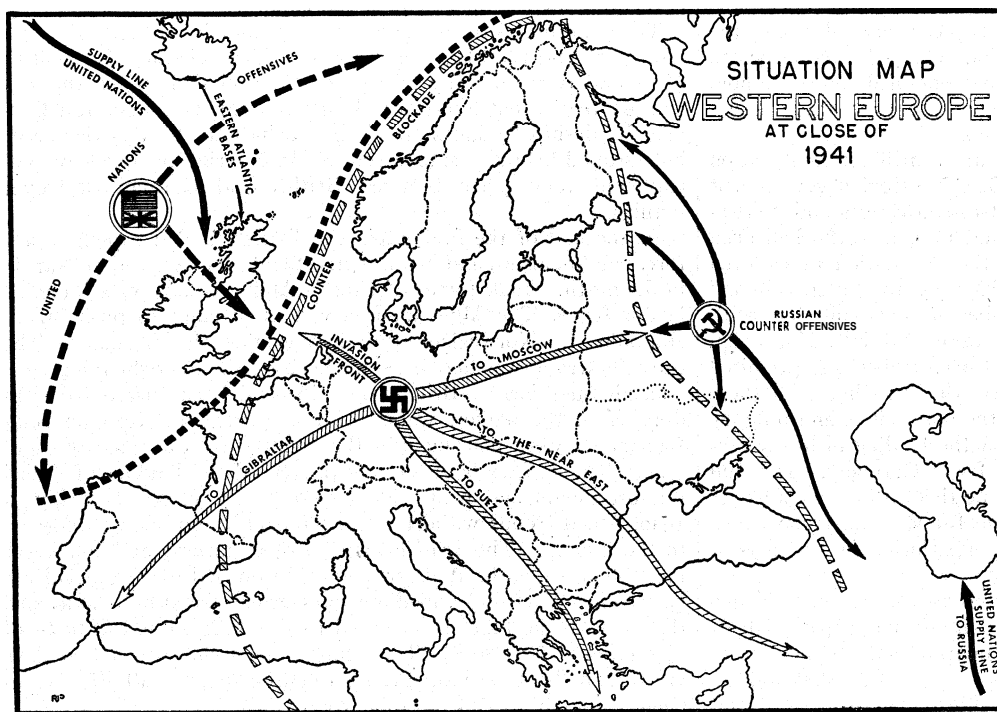 SITUATION MAP
WESTERN EUROPE
AT CLOSE OF
1941
SUPPLY LINE
UNITED NATIONS
OFFENSIVES
EASTERN ATLANTIC
BASES
NATIONS
UNITED
BLOCKADE
COUNTER
INVASION
FRONT
TO MOSCOW
RUSSIAN
COUNTER OFFENSIVES
TO GIBRALTAR
TO THE NEAR EAST
TO SUEZ
UNITED NATIONS
SUPPLY LINE
TO RUSSIA